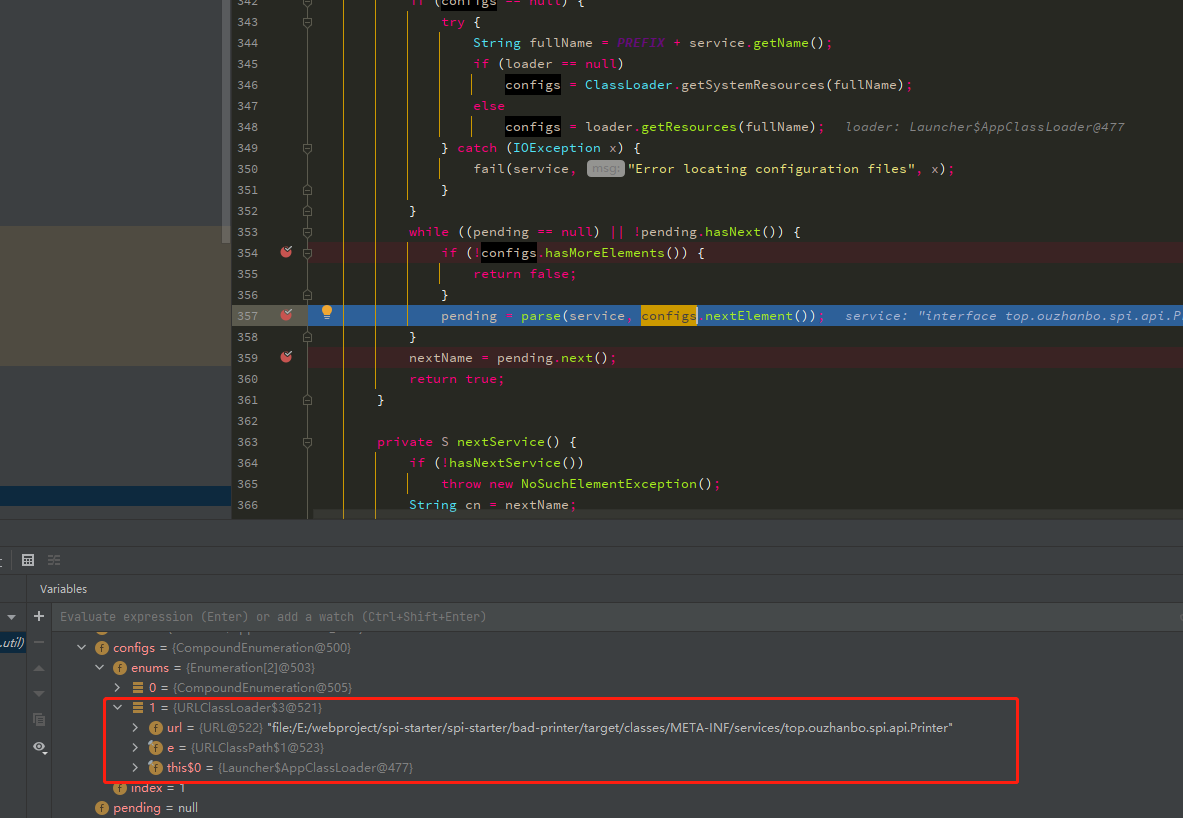 342 if (configs == null) {
343 try {
344 String fullName = PREFIX + service.getName();
345 if (loader == null)
346 configs = ClassLoader.getSystemResources(fullName);
347 else
348 configs = loader.getResources(fullName); loader: Launcher$AppClassLoader@477
349 } catch (IOException x) {
350 fail(service, msg: "Error locating configuration files", x);
351 }
352 }
353 while ((pending == null) || !pending.hasNext()) {
354 if (!configs.hasMoreElements()) {
355 return false;
356 }
357 pending = parse(service, configs.nextElement()); service: "interface top.ouzhanbo.spi.api.P
358 }
359 nextName = pending.next();
360 return true;
361 }
362
363 private S nextService() {
364 if (!hasNextService())
365 throw new NoSuchElementException();
366 String cn = nextName;
Variables
Evaluate expression (Enter) or add a watch (Ctrl+Shift+Enter)
.util)
configs = {CompoundEnumeration@500}
enums = {Enumeration[2]@503}
0 = {CompoundEnumeration@505}
1 = {URLClassLoader$3@521}
url = {URL@522} "file:/E:/webproject/spi-starter/spi-starter/bad-printer/target/classes/META-INF/services/top.ouzhanbo.spi.api.Printer"
e = {URLClassPath$1@523}
this$0 = {Launcher$AppClassLoader@477}
index = 1
pending = null